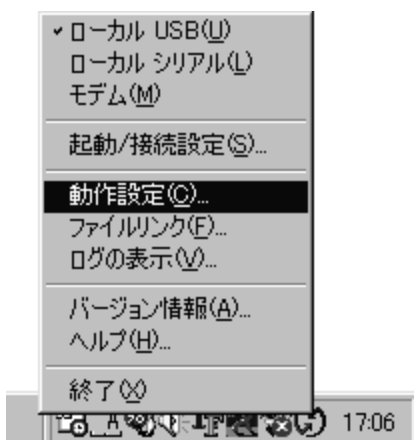 ローカル USB(U)
ローカル シリアル(L)
モデム(M)
起動/接続設定(S)...
動作設定(C)...
ファイルリンク(F)...
ログの表示(V)...
バージョン情報(A)...
ヘルプ(H)...
終了(X)
17:06